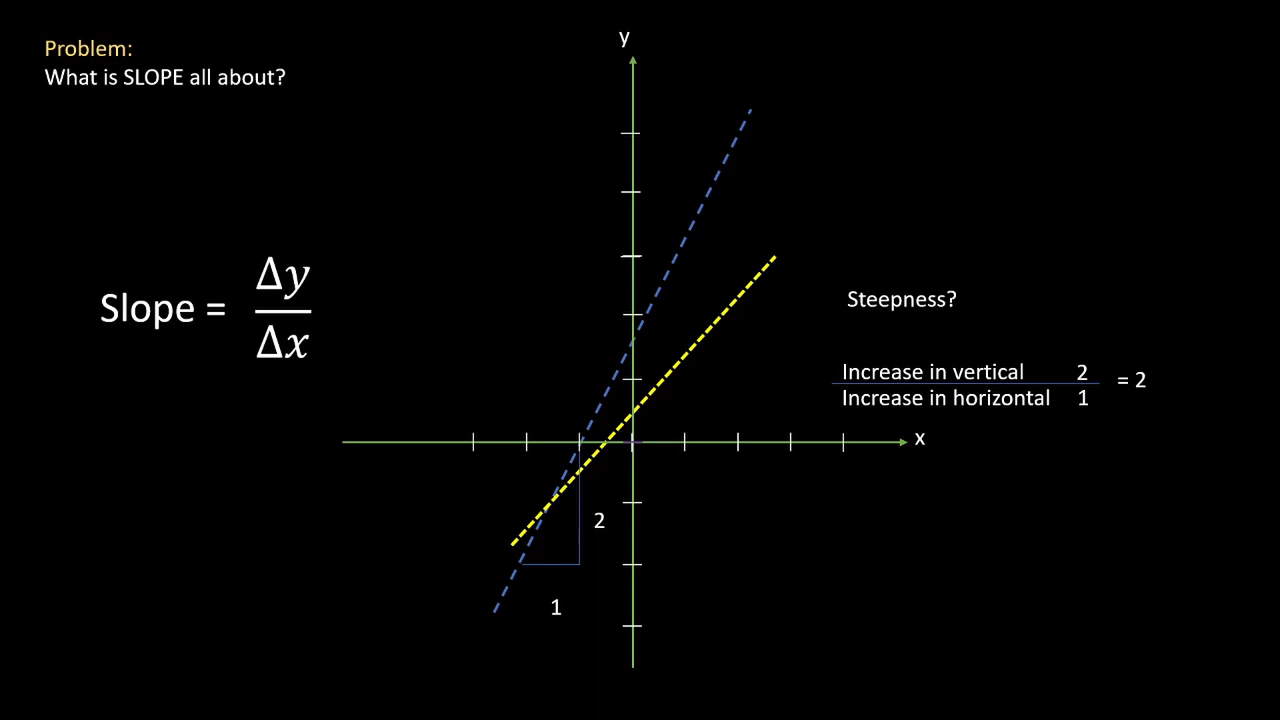 Problem:
What is SLOPE all about?
y
Slope = Δy/Δx
Steepness?
Increase in vertical 2
Increase in horizontal 1
= 2
x
2
1